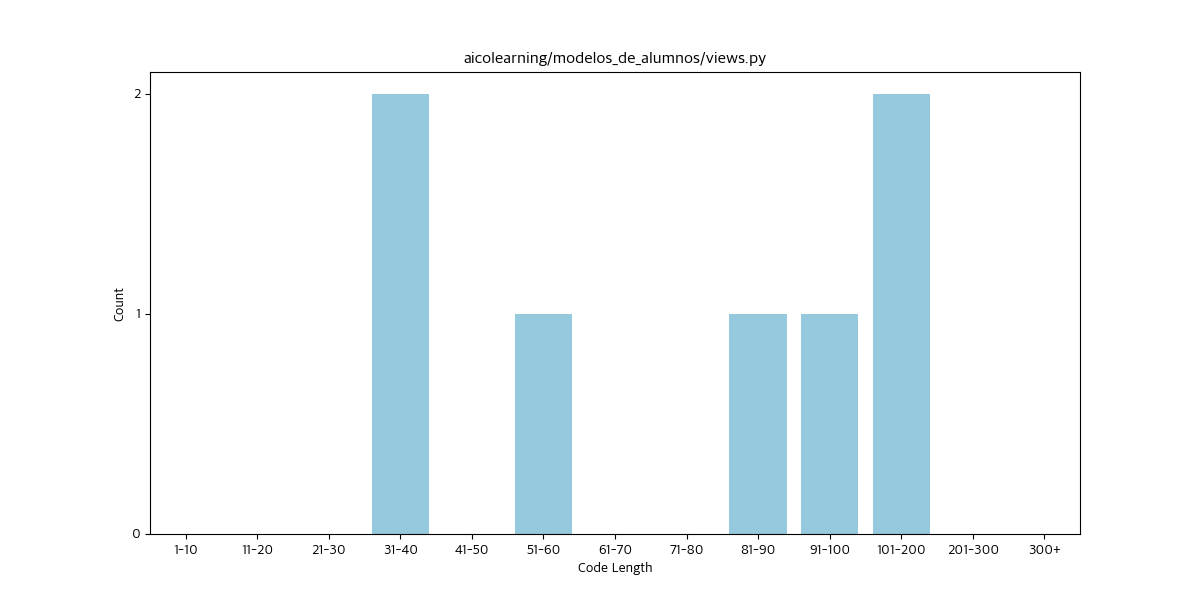 aicolearning/modelos_de_alumnos/views.py
2
1
0
Count
1-10 11-20 21-30 31-40 41-50 51-60 61-70 71-80 81-90 91-100 101-200 201-300 300+
Code Length